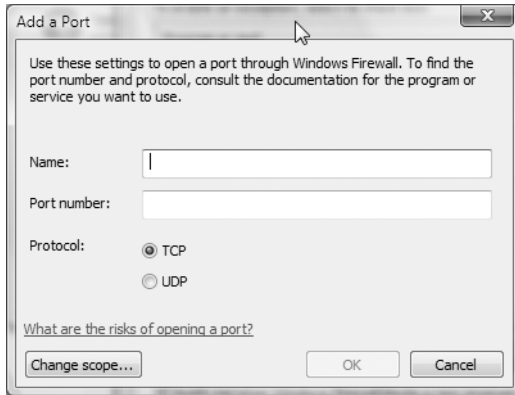 Add a Port
Use these settings to open a port through Windows Firewall. To find the
port number and protocol, consult the documentation for the program or
service you want to use.
Name:
Port number:
Protocol:
TCP
UDP
What are the risks of opening a port?
Change scope...
OK
Cancel